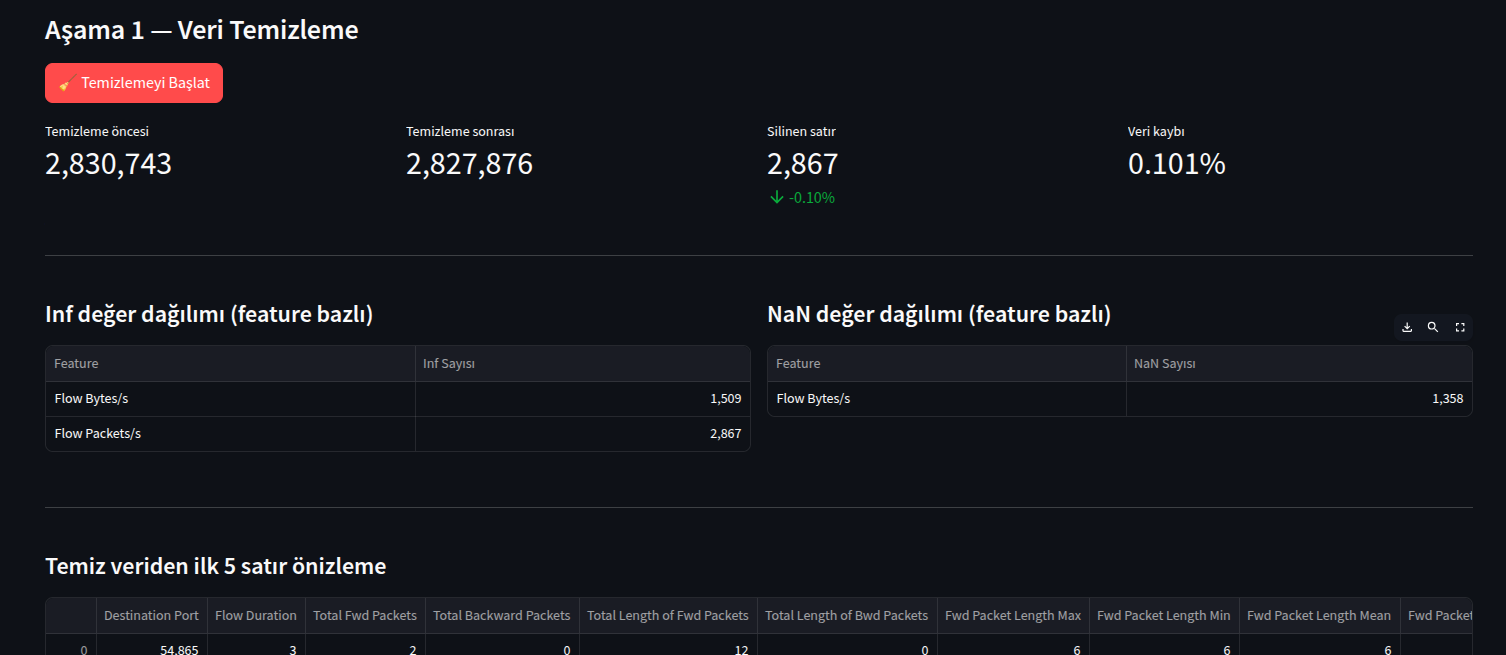 Aşama 1 — Veri Temizleme
🧹 Temizlemeyi Başlat
Temizleme öncesi
2,830,743
Temizleme sonrası
2,827,876
Silinen satır
2,867
↓ -0.10%
Veri kaybı
0.101%
Inf değer dağılımı (feature bazlı)
Feature Inf Sayısı
Flow Bytes/s 1,509
Flow Packets/s 2,867
NaN değer dağılımı (feature bazlı)
Feature NaN Sayısı
Flow Bytes/s 1,358
Temiz veriden ilk 5 satır önizleme
Destination Port Flow Duration Total Fwd Packets Total Backward Packets Total Length of Fwd Packets Total Length of Bwd Packets Fwd Packet Length Max Fwd Packet Length Min Fwd Packet Length Mean Fwd Packet
0 54,865 3 2 0 12 0 6 6 6